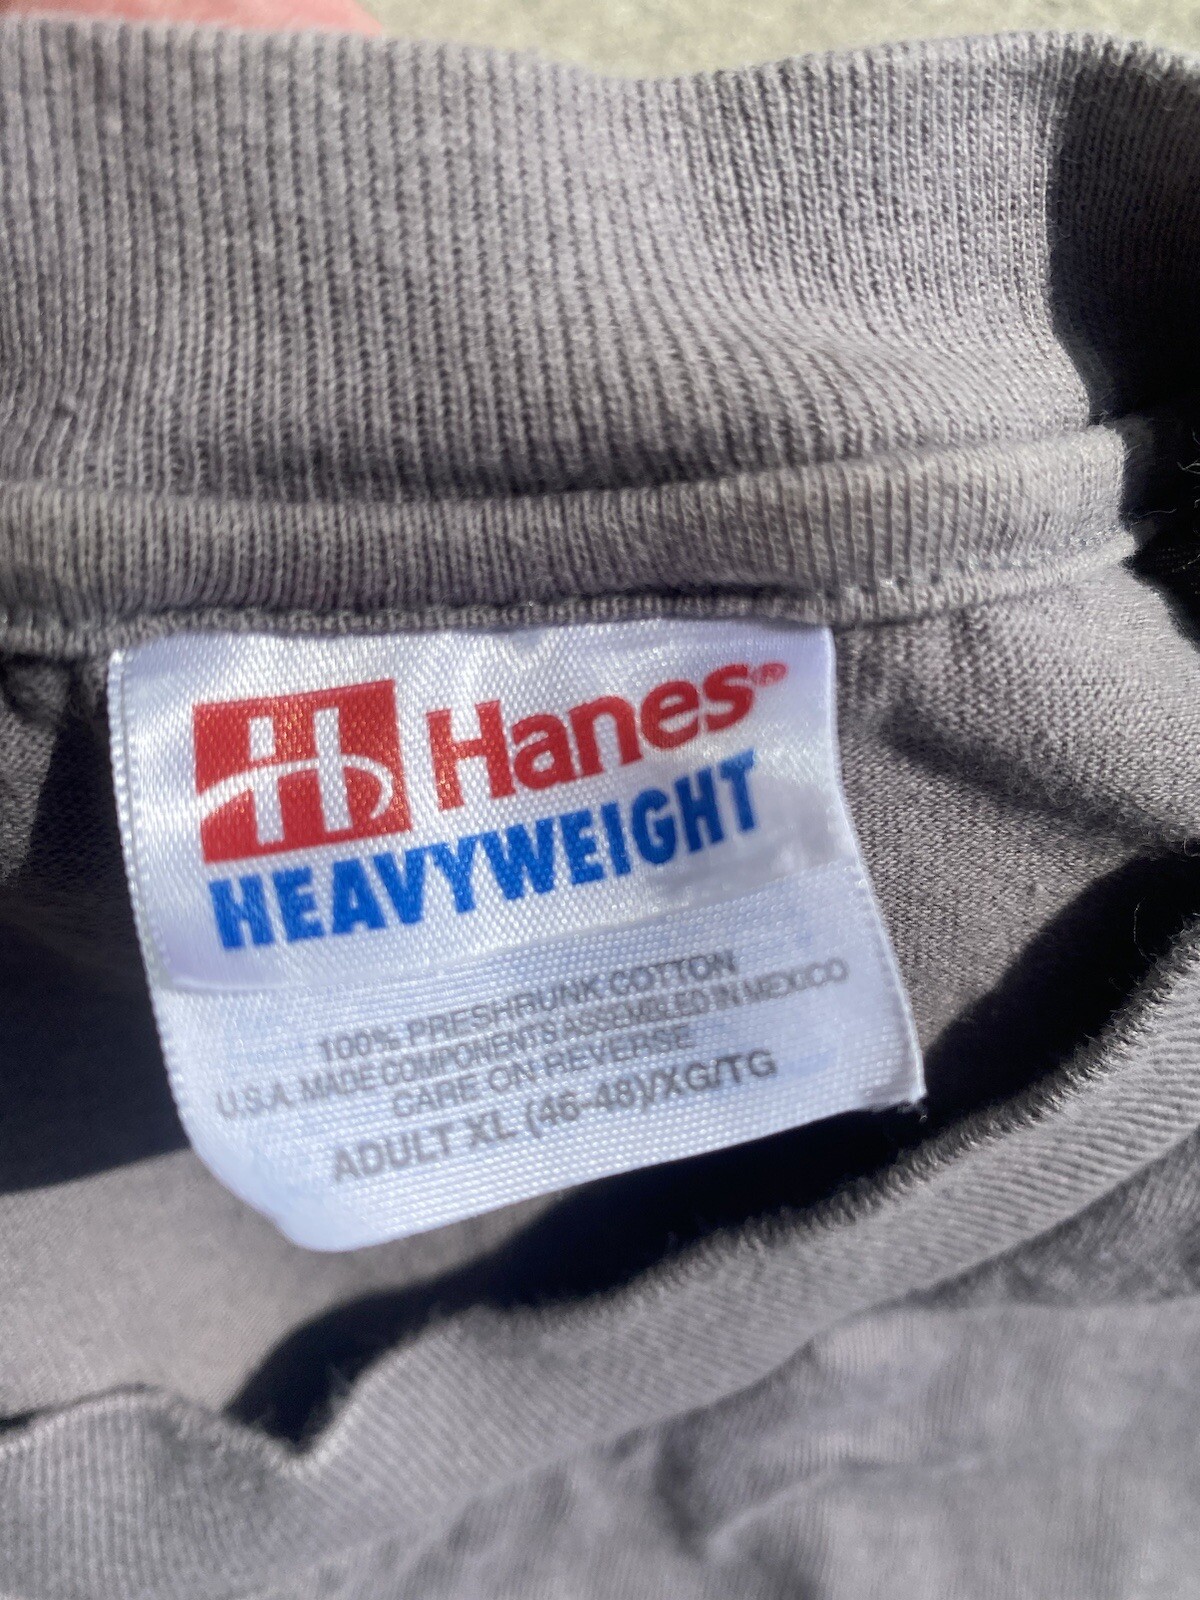 Hanes®
HEAVYWEIGHT
100% PRESHRUNK COTTON
U.S.A. MADE COMPONENTS ASSEMBLED IN MEXICO
CARE ON REVERSE
ADULT XL (46-48)/XG/TG